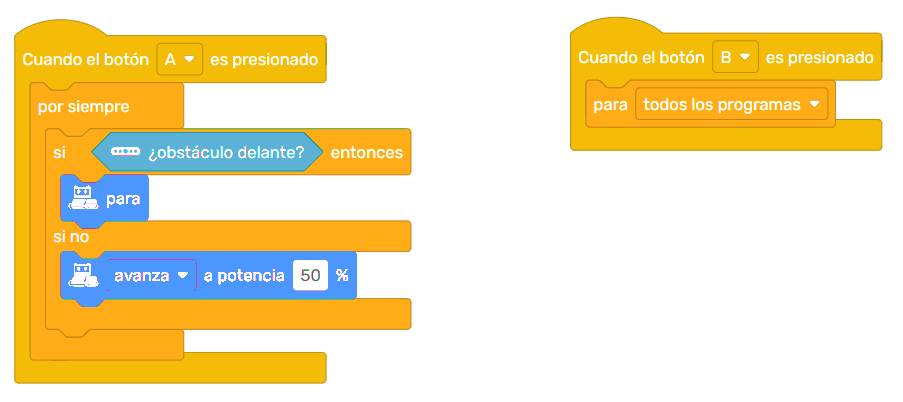 Cuando el botón A es presionado
por siempre
si ¿obstáculo delante? entonces
para
si no
avanza a potencia 50 %
Cuando el botón B es presionado
para todos los programas